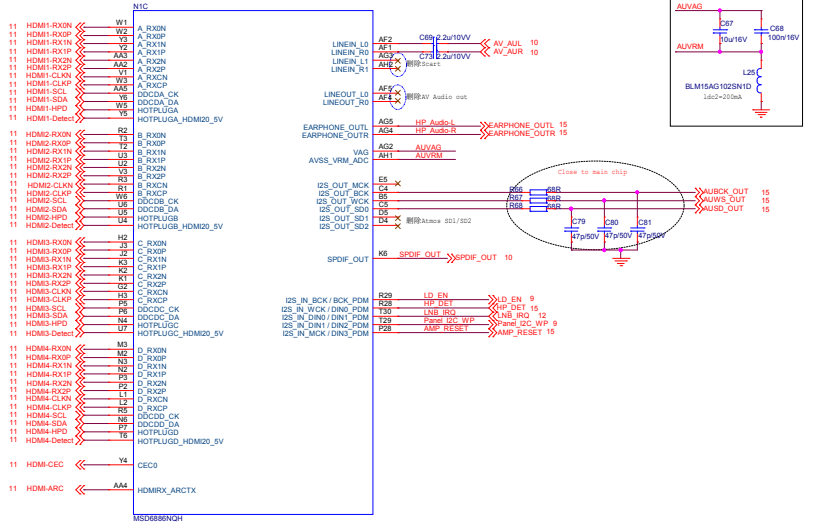 N1C
11 HDMI1-RX0N W1 A_RX0N
11 HDMI1-RX0P W2 A_RX0P
11 HDMI1-RX1N Y3 A_RX1N
11 HDMI1-RX1P Y2 A_RX1P
11 HDMI1-RX2N AA3 A_RX2N
11 HDMI1-RX2P AA2 A_RX2P
11 HDMI1-CLKN V1 A_RXCN
11 HDMI1-CLKP W3 A_RXCP
11 HDMI1-SCL AA5 DDCDA_CK
11 HDMI1-SDA Y6 DDCDA_DA
11 HDMI1-HPD W5 HOTPLUGA
11 HDMI1-Detect Y5 HOTPLUGA_HDMI20_5V
11 HDMI2-RX0N R2 B_RX0N
11 HDMI2-RX0P T3 B_RX0P
11 HDMI2-RX1N T2 B_RX1N
11 HDMI2-RX1P U3 B_RX1P
11 HDMI2-RX2N U2 B_RX2N
11 HDMI2-RX2P V3 B_RX2P
11 HDMI2-CLKN R3 B_RXCN
11 HDMI2-CLKP R1 B_RXCP
11 HDMI2-SCL W6 DDCDB_CK
11 HDMI2-SDA U6 DDCDB_DA
11 HDMI2-HPD U5 HOTPLUGB
11 HDMI2-Detect U4 HOTPLUGB_HDMI20_5V
11 HDMI3-RX0N H2 C_RX0N
11 HDMI3-RX0P J3 C_RX0P
11 HDMI3-RX1N J2 C_RX1N
11 HDMI3-RX1P K3 C_RX1P
11 HDMI3-RX2N K2 C_RX2N
11 HDMI3-RX2P K1 C_RX2P
11 HDMI3-CLKN G2 C_RXCN
11 HDMI3-CLKP H3 C_RXCP
11 HDMI3-SCL P5 DDCDC_CK
11 HDMI3-SDA P6 DDCDC_DA
11 HDMI3-HPD N4 HOTPLUGC
11 HDMI3-Detect U7 HOTPLUGC_HDMI20_5V
11 HDMI4-RX0N M3 D_RX0N
11 HDMI4-RX0P M2 D_RX0P
11 HDMI4-RX1N N3 D_RX1N
11 HDMI4-RX1P N2 D_RX1P
11 HDMI4-RX2N P3 D_RX2N
11 HDMI4-RX2P P2 D_RX2P
11 HDMI4-CLKN L1 D_RXCN
11 HDMI4-CLKP L2 D_RXCP
11 HDMI4-SCL R5 DDCDD_CK
11 HDMI4-SDA N6 DDCDD_DA
11 HDMI4-HPD P7 HOTPLUGD
11 HDMI4-Detect T6 HOTPLUGD_HDMI20_5V
11 HDMI-CEC Y4 CEC0
11 HDMI-ARC AA4 HDMIRX_ARCTX
MSD6886NQH
LINEIN_L0 AF2 C69 2.2u/10VV AV_AUL 10
LINEIN_R0 AF1 C73 2.2u/10VV AV_AUR 10
LINEIN_L1 AG3 删除Scart
LINEIN_R1 AH2
LINEOUT_L0 AF5 删除AV Audio out
LINEOUT_R0 AF4
EARPHONE_OUTL AG5 HP_Audio-L EARPHONE_OUTL 15
EARPHONE_OUTR AG4 HP_Audio-R EARPHONE_OUTR 15
VAG AG2 AUVAG
AVSS_VRM_ADC AH1 AUVRM
I2S_OUT_MCK E5
I2S_OUT_BCK C4 R66 68R AUBCK_OUT 15
I2S_OUT_WCK B5 R67 68R AUWS_OUT 15
I2S_OUT_SD0 C5 R68 68R AUSD_OUT 15
I2S_OUT_SD1 D5 删除Atmos SD1/SD2
I2S_OUT_SD2 D4
Close to main chip
C79 47p/50V
C80 47p/50V
C81 47p/50V
SPDIF_OUT K6 SPDIF_OUT SPDIF_OUT 10
I2S_IN_BCK / BCK_PDM R29 LD_EN LD_EN 9
I2S_IN_WCK / DIN0_PDM R28 HP_DET HP_DET 15
I2S_IN_DIN0 / DIN1_PDM T30 LNB_IRQ LNB_IRQ 12
I2S_IN_DIN1 / DIN2_PDM T29 Panel_I2C_WP Panel_I2C_WP 9
I2S_IN_MCK / DIN3_PDM P28 AMP_RESET AMP_RESET 15
AUVAG
C67 10u/16V
C68 100n/16V
AUVRM
L25
BLM15AG102SN1D
ldc2=200mA